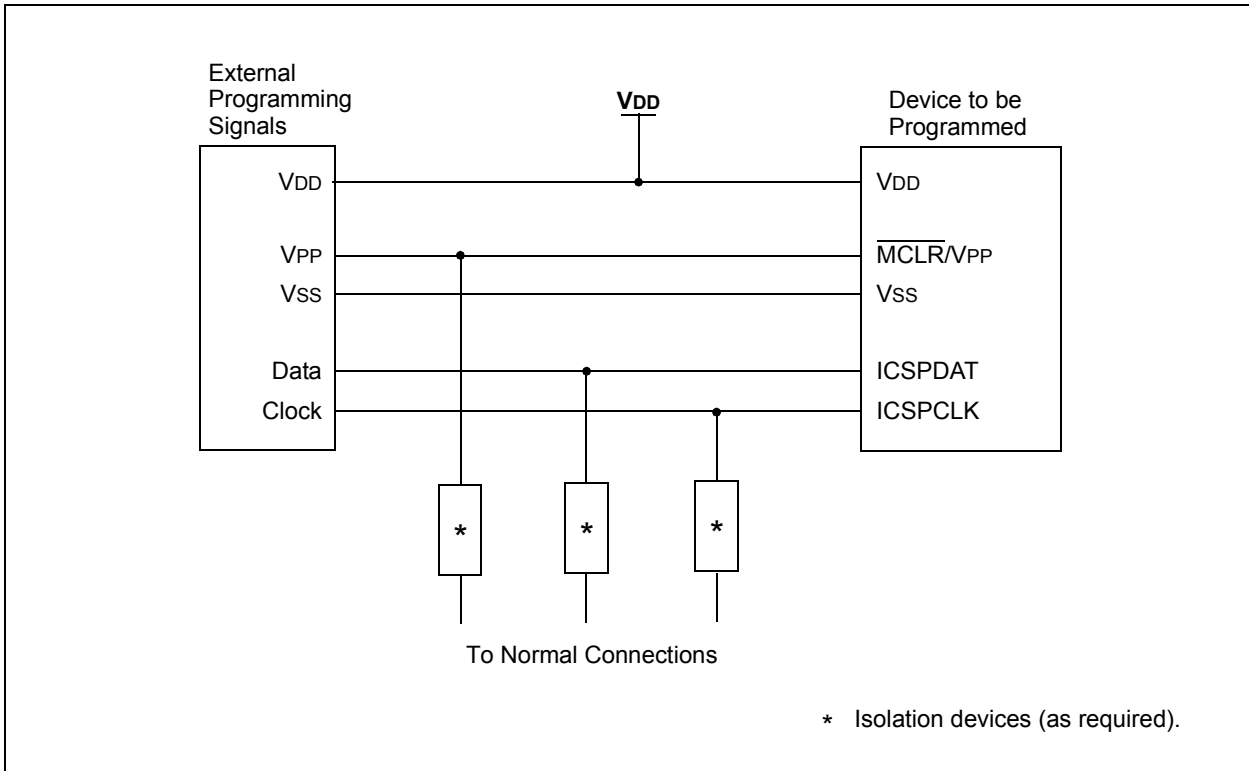 External
Programming
Signals
VDD
Device to be
Programmed
VDD
VDD
VPP
MCLR/VPP
VSS
VSS
Data
ICSPDAT
Clock
ICSPCLK
*
*
*
To Normal Connections
* Isolation devices (as required).